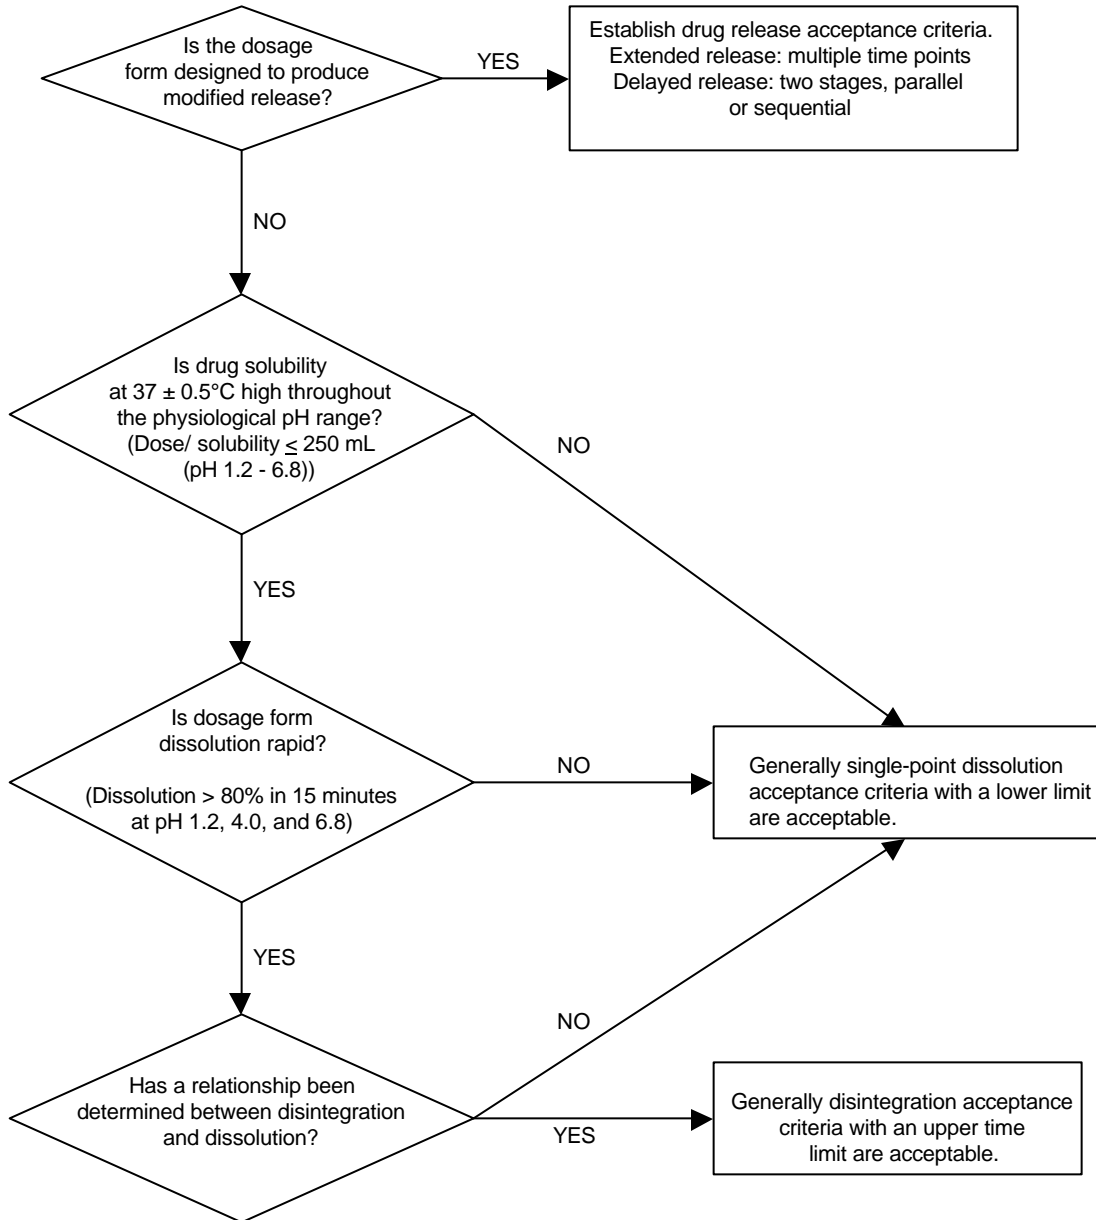 Is the dosage
form designed to produce
modified release?
YES
Establish drug release acceptance criteria.
Extended release: multiple time points
Delayed release: two stages, parallel
or sequential
NO
Is drug solubility
at 37 ± 0.5°C high throughout
the physiological pH range?
(Dose/ solubility ≤ 250 mL
(pH 1.2 - 6.8))
NO
YES
Is dosage form
dissolution rapid?
(Dissolution > 80% in 15 minutes
at pH 1.2, 4.0, and 6.8)
NO
Generally single-point dissolution
acceptance criteria with a lower limit
are acceptable.
YES
NO
Has a relationship been
determined between disintegration
and dissolution?
YES
Generally disintegration acceptance
criteria with an upper time
limit are acceptable.